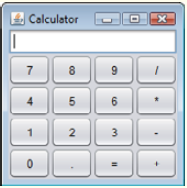 Calculator
7 8 9 /
4 5 6 *
1 2 3 -
0 . = +